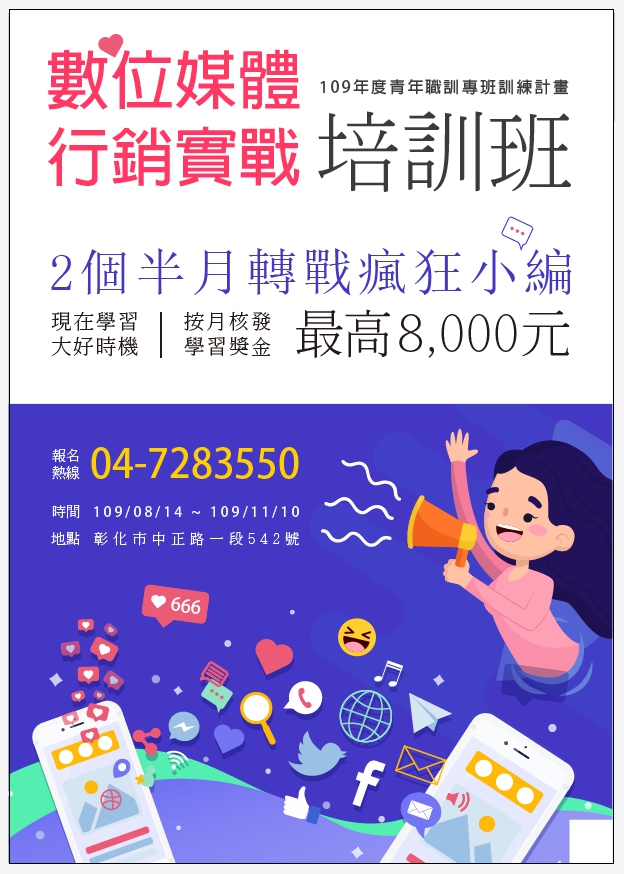 數位媒體
行銷實戰
109年度青年職訓專班訓練計畫
培訓班
2個半月轉戰瘋狂小編
現在學習
大好時機
按月核發
學習獎金
最高8,000元
報名
熱線
04-7283550
時間 109/08/14 ~ 109/11/10
地點 彰化市中正路一段542號
666